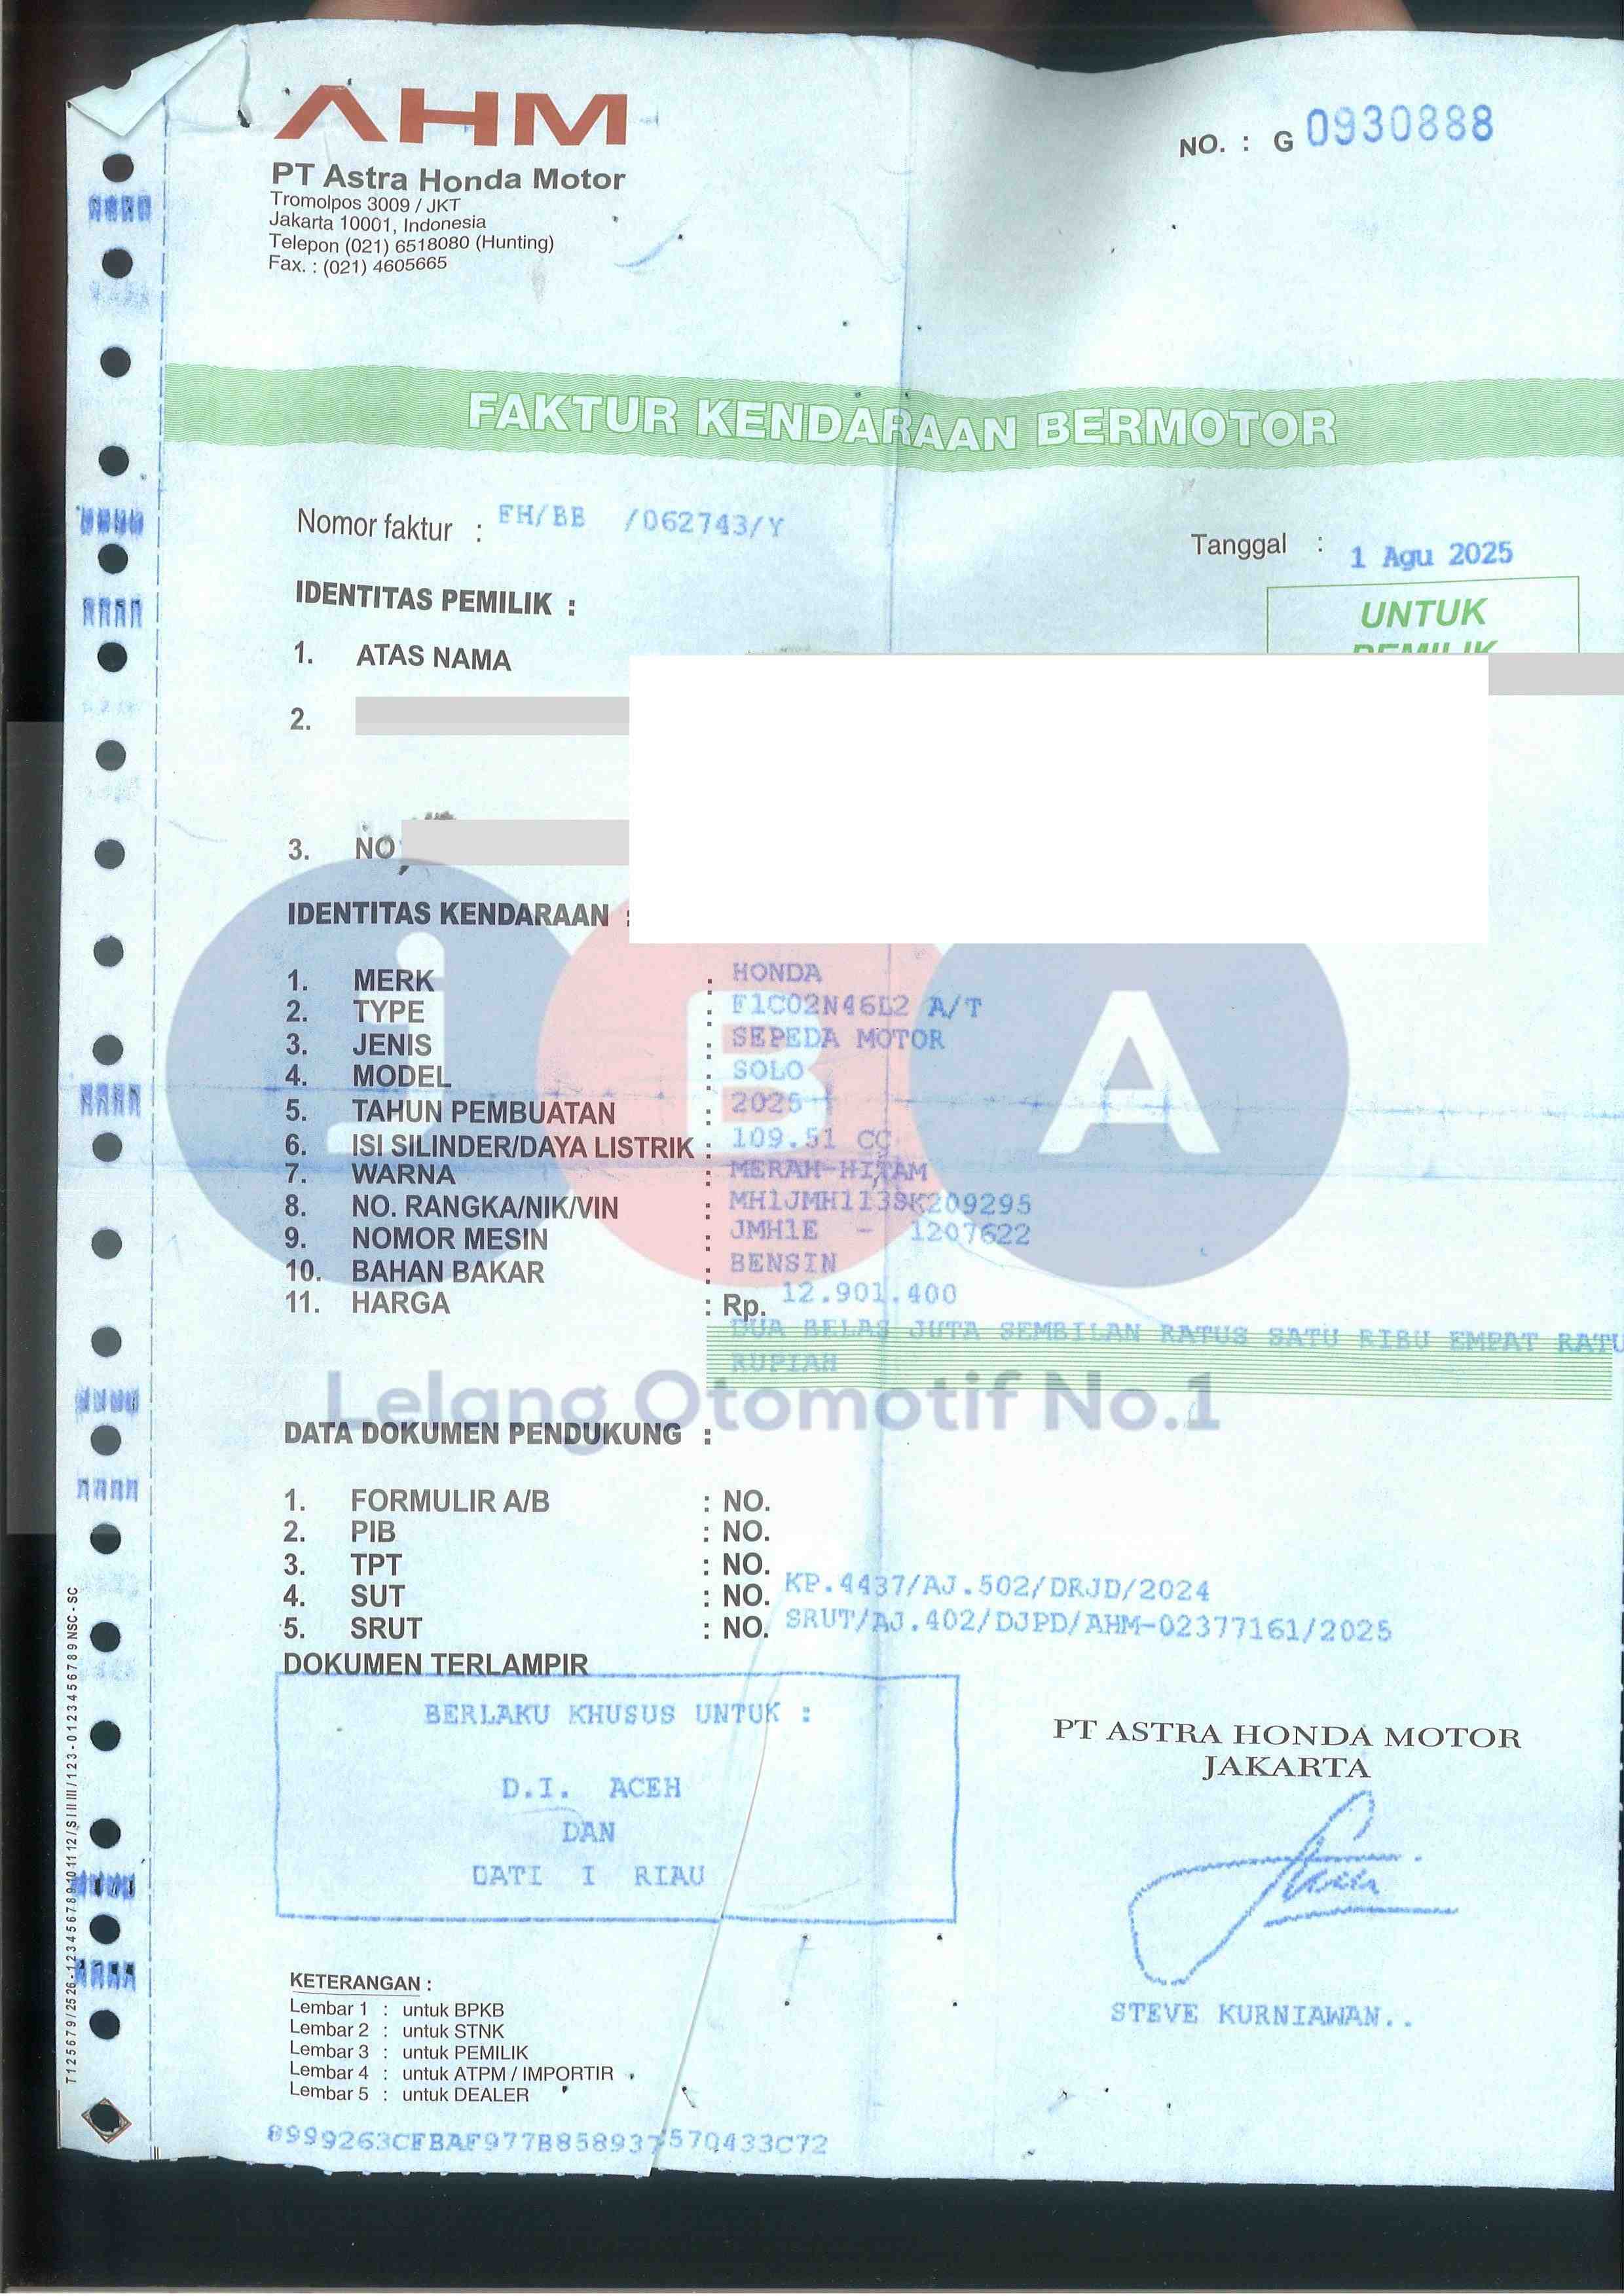 AHM
PT Astra Honda Motor
Tromolpos 3009 / JKT
Jakarta 10001, Indonesia
Telepon (021) 6518080 (Hunting)
Fax. : (021) 4605665
NO. : G 0930888
FAKTUR KENDARAAN BERMOTOR
Nomor faktur : FH/BB /062743/Y
Tanggal : 1 Agu 2025
UNTUK
PEMILIK
IDENTITAS PEMILIK :
1. ATAS NAMA
2.
3. NO
IDENTITAS KENDARAAN :
1. MERK : HONDA
2. TYPE : F1C02N46L2 A/T
3. JENIS : SEPEDA MOTOR
4. MODEL : SOLO
5. TAHUN PEMBUATAN : 2025
6. ISI SILINDER/DAYA LISTRIK : 109.51 CC
7. WARNA : MERAH-HITAM
8. NO. RANGKA/NIK/VIN : MH1JMH113SK209295
9. NOMOR MESIN : JMH1E - 1207622
10. BAHAN BAKAR : BENSIN
11. HARGA : Rp. 12.901.400
DUA BELAS JUTA SEMBILAN RATUS SATU RIBU EMPAT RATU
RUPIAH
iBA
Lelang Otomotif No.1
DATA DOKUMEN PENDUKUNG :
1. FORMULIR A/B : NO.
2. PIB : NO.
3. TPT : NO.
4. SUT : NO. KP.4437/AJ.502/DRJD/2024
5. SRUT : NO. SRUT/AJ.402/DJPD/AHM-02377161/2025
DOKUMEN TERLAMPIR
BERLAKU KHUSUS UNTUK :
D.I. ACEH
DAN
DATI I RIAU
PT ASTRA HONDA MOTOR
JAKARTA
STEVE KURNIAWAN..
KETERANGAN :
Lembar 1 : untuk BPKB
Lembar 2 : untuk STNK
Lembar 3 : untuk PEMILIK
Lembar 4 : untuk ATPM / IMPORTIR
Lembar 5 : untuk DEALER
8999263CFBAF977B858937570433C72